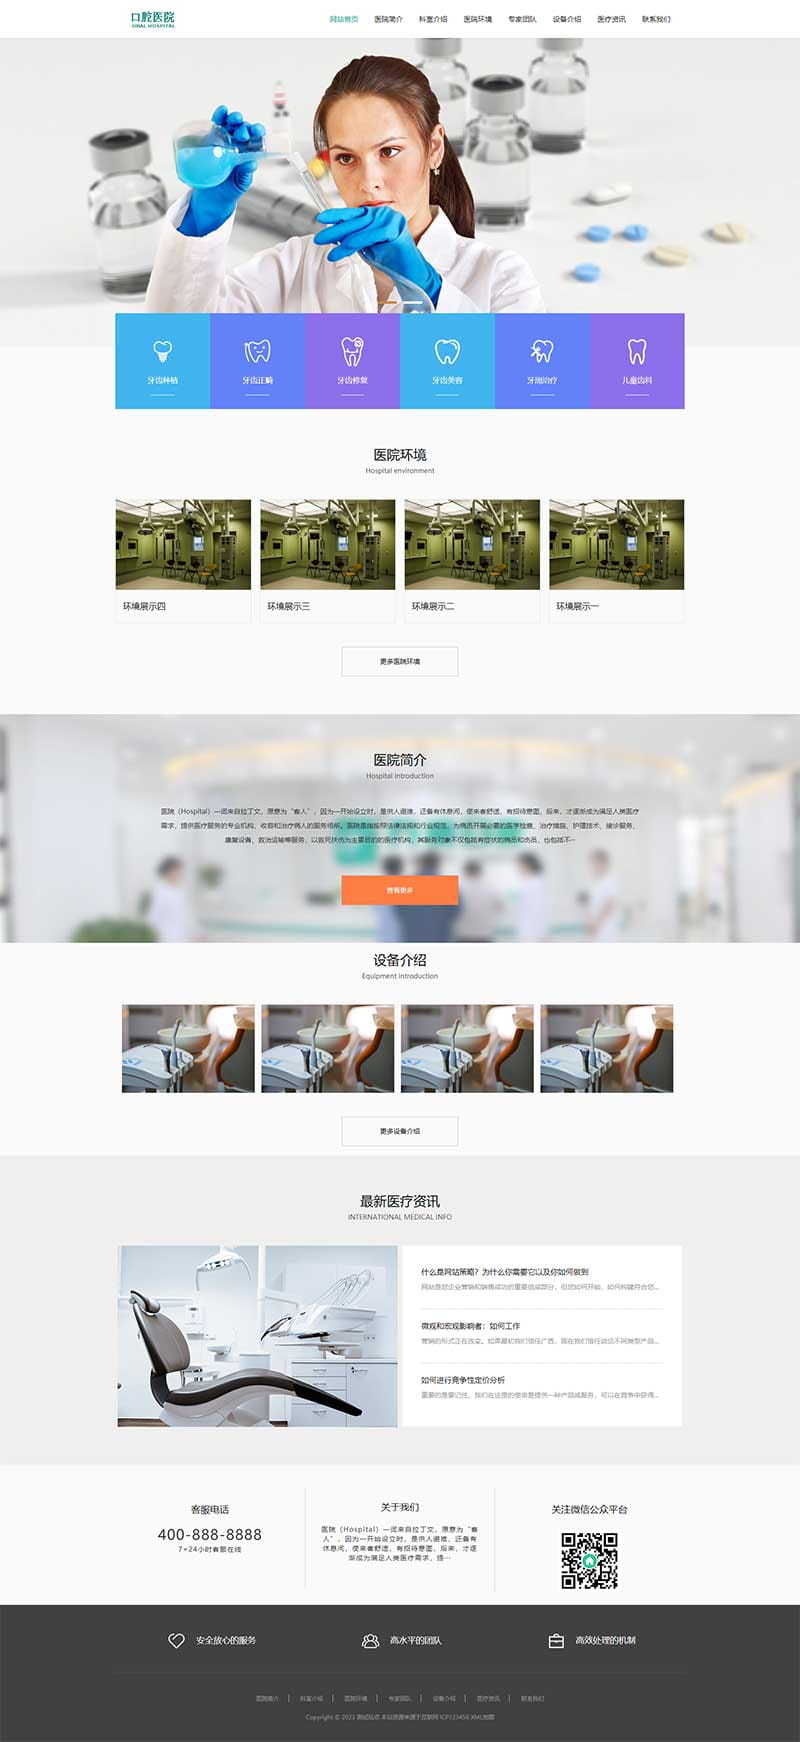 口腔医院
ORAL HOSPITAL
网站首页 医院简介 科室介绍 医院环境 专家团队 设备介绍 医疗资讯 联系我们
牙齿种植 牙齿正畸 牙齿修复 牙齿美容 牙周治疗 儿童齿科
医院环境
Hospital environment
环境展示四 环境展示三 环境展示二 环境展示一
更多医院环境
医院简介
Hospital introduction
医院（Hospital）一词来自拉丁文，原意为“客人”，因为一开始设立时，是供人避难，还备有休息间，使来者舒适，有招待意图，后来，才逐渐成为满足人类医疗
需求，提供医疗服务的专业机构，收容和治疗病人的服务场所。医院是指按照法律法规和行业规范，为病员开展必要的医学检查、治疗措施、护理技术、接诊服务、
康复设备、救治运输等服务，以救死扶伤为主要目的的医疗机构，其服务对象不仅包括有症状的病员和伤员，也包括不…
查看更多
设备介绍
Equipment introduction
更多设备介绍
最新医疗资讯
INTERNATIONAL MEDICAL INFO
什么是网站策略？为什么你需要它以及你如何做到
网站是您企业营销和销售成功的重要组成部分，但您如何开始，如何构建符合您...
微观和宏观影响者：如何工作
营销的形式正在改变。如果最初我们信任广告，现在我们信任谈论不同类型产品...
如何进行竞争性定价分析
重要的是要记住，我们在这里的使命是提供一种产品或服务，可以在竞争中获得...
客服电话
400-888-8888
7×24小时客服在线
关于我们
医院（Hospital）一词来自拉丁文，原意为“客
人”，因为一开始设立时，是供人避难，还备有
休息间，使来者舒适，有招待意图，后来，才逐
渐成为满足人类医疗需求，提…
关注微信公众平台
安全放心的服务 高水平的团队 高效处理的机制
医院简介 科室介绍 医院环境 专家团队 设备介绍 医疗资讯 联系我们
Copyright © 2023 测试站点 本站资源来源于互联网 ICP123456 XML地图